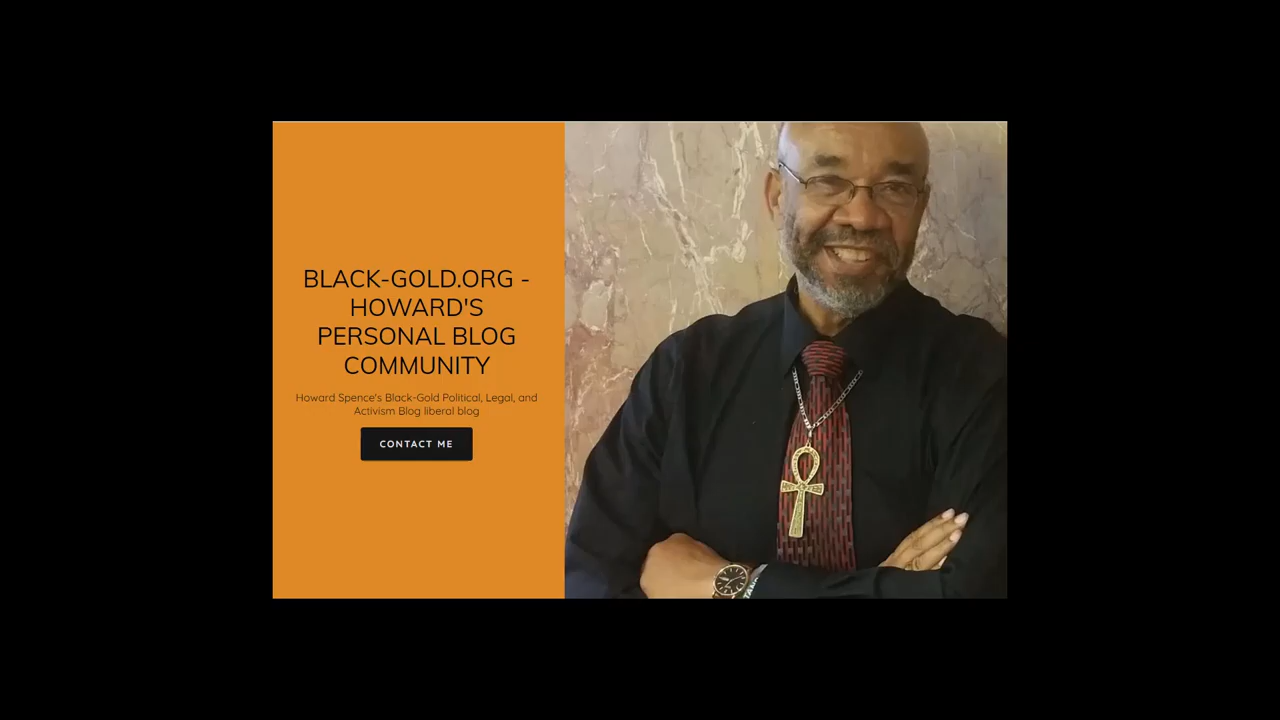 BLACK-GOLD.ORG -
HOWARD'S
PERSONAL BLOG
COMMUNITY
Howard Spence's Black-Gold Political, Legal, and
Activism Blog liberal blog
CONTACT ME